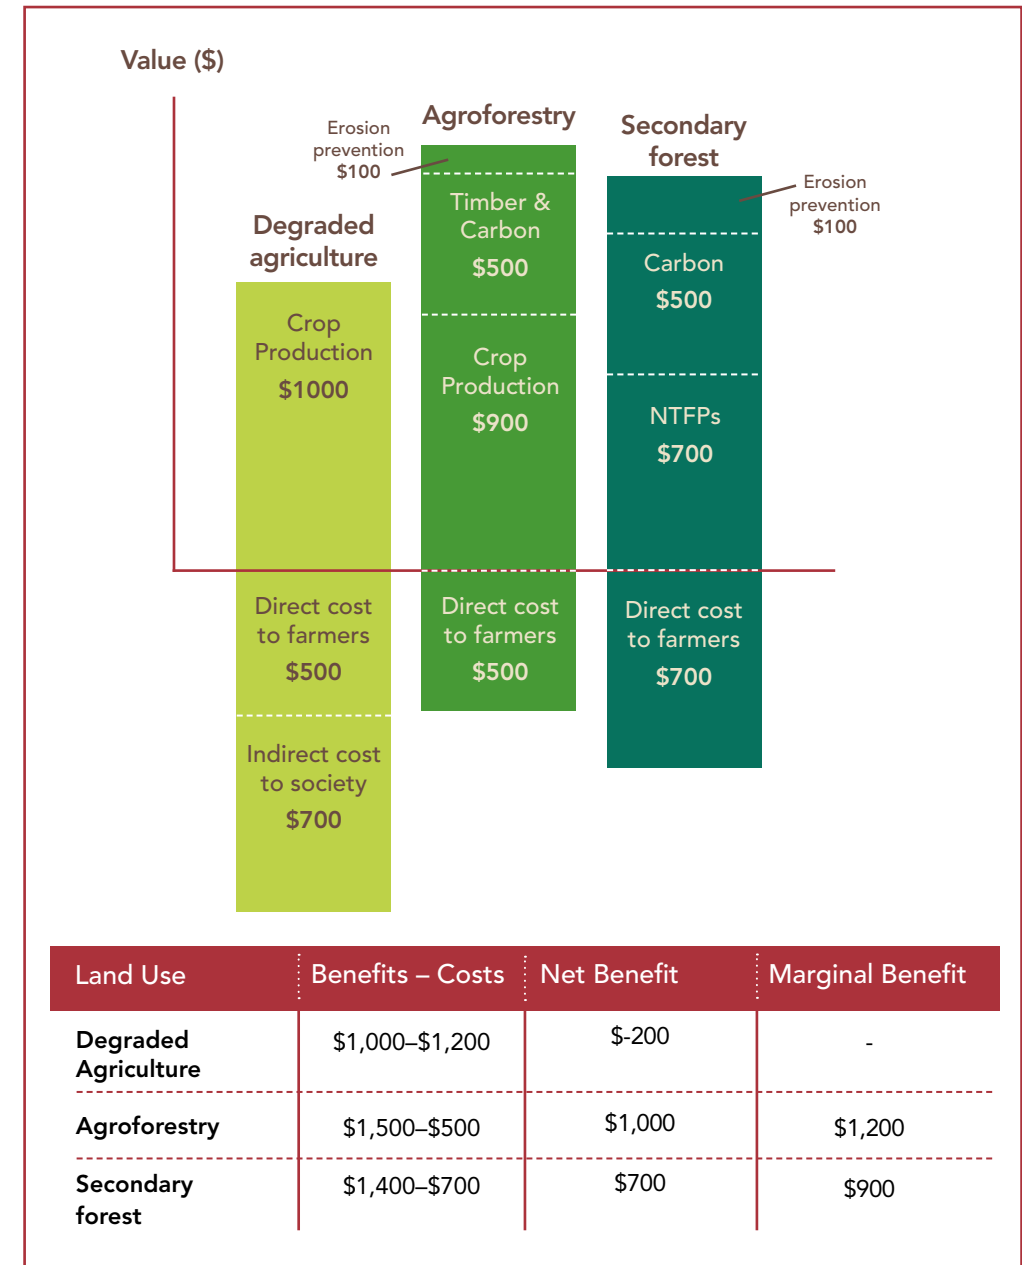 Value ($)
Degraded
agriculture
Crop
Production
$1000
Direct cost
to farmers
$500
Indirect cost
to society
$700
Erosion
prevention
$100
Agroforestry
Timber &
Carbon
$500
Crop
Production
$900
Direct cost
to farmers
$500
Secondary
forest
Erosion
prevention
$100
Carbon
$500
NTFPs
$700
Direct cost
to farmers
$700
Land Use Benefits – Costs Net Benefit Marginal Benefit
Degraded
Agriculture $1,000–$1,200 $-200 -
Agroforestry $1,500–$500 $1,000 $1,200
Secondary
forest $1,400–$700 $700 $900